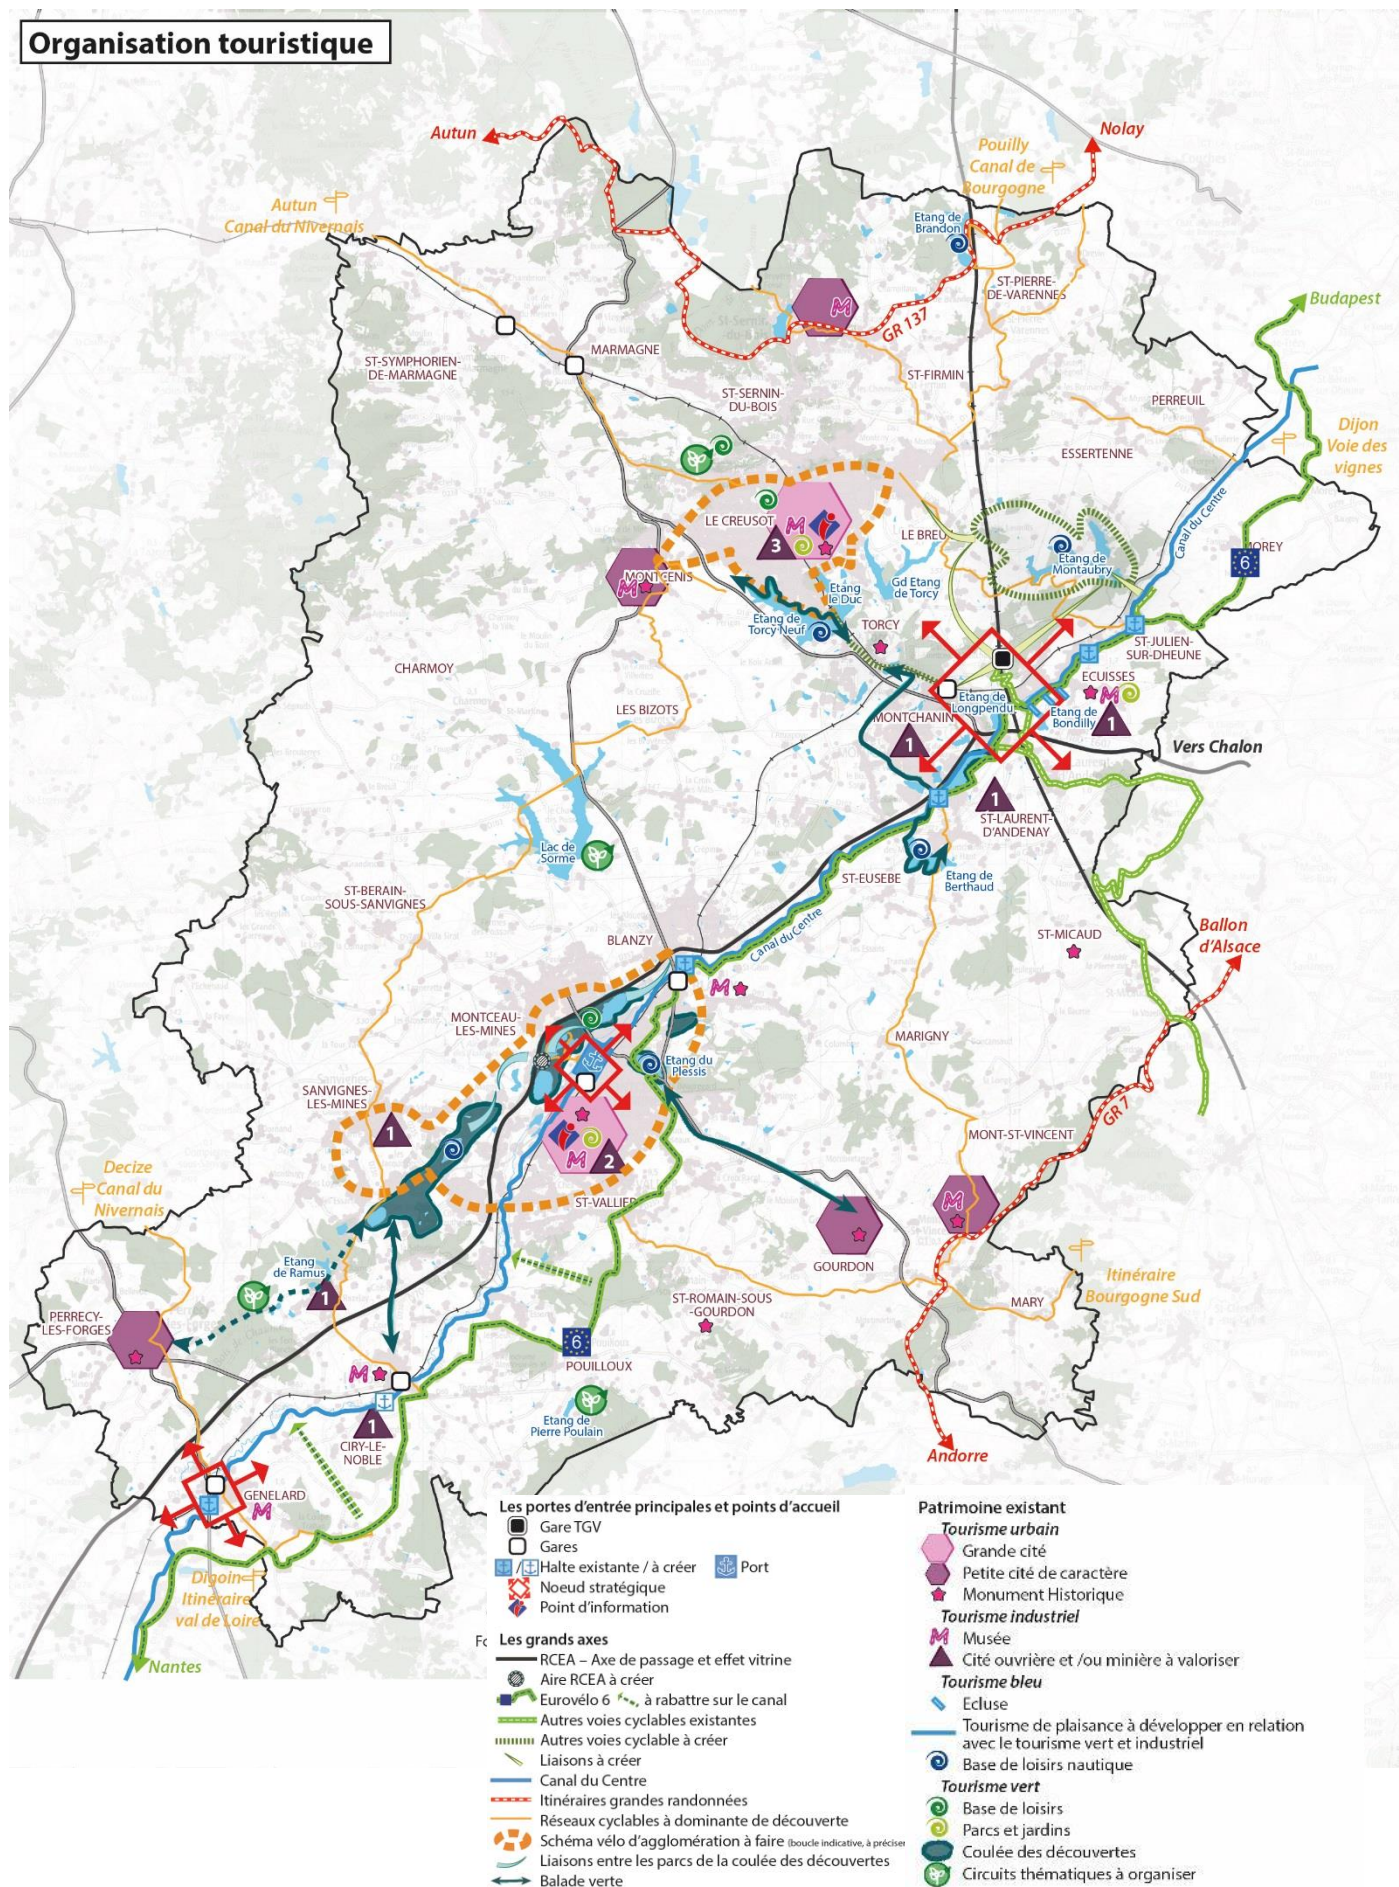 Organisation touristique
Autun
Nolay
Pouilly
Canal de
Bourgogne
Autun
Canal du Nivernais
Etang de
Brandon
ST-PIERRE-
DE-VARENNES
Budapest
GR 137
MARMAGNE
ST-SYMPHORIEN-
DE-MARMAGNE
ST-FIRMIN
ST-SERNIN-
DU-BOIS
PERREUIL
Dijon
Voie des
vignes
ESSERTENNE
LE CREUSOT
3
LE BREU
Canal du Centre
MOREY
6
Etang de
Montaubry
MONTCENIS
Etang
le Duc
Gd Etang
de Torcy
Etang de
Torcy Neuf
TORCY
ST-JULIEN-
SUR-DHEUNE
CHARMOY
ECUISSES
1
LES BIZOTS
Etang de
Longpendu
Etang de
Bondilly
MONTCHANIN
1
Vers Chalon
1
ST-LAURENT-
D'ANDENAY
Lac de
Sorme
ST-EUSEBE
Etang de
Berthaud
ST-BERAIN-
SOUS-SANVIGNES
Canal du Centre
BLANZY
ST-MICAUD
Ballon
d'Alsace
MONTCEAU-
LES-MINES
MARIGNY
Etang du
Plessis
SANVIGNES-
LES-MINES
1
GR 7
MONT-ST-VINCENT
2
Decize
Canal du
Nivernais
ST-VALLIER
Etang
de Ramus
GOURDON
Itinéraire
Bourgogne Sud
1
PERRECY-
LES-FORGES
ST-ROMAIN-SOUS
-GOURDON
MARY
6
POUILLOUX
Etang de
Pierre Poulain
1
CIRY-LE-
NOBLE
Andorre
GENELARD
Digoin
Itinéraire
val de Loire
Nantes
Les portes d'entrée principales et points d'accueil
Gare TGV
Gares
/ Halte existante / à créer
Port
Noeud stratégique
Point d'information
Les grands axes
RCEA – Axe de passage et effet vitrine
Aire RCEA à créer
Eurovélo 6 à rabattre sur le canal
Autres voies cyclables existantes
Autres voies cyclable à créer
Liaisons à créer
Canal du Centre
Itinéraires grandes randonnées
Réseaux cyclables à dominante de découverte
Schéma vélo d'agglomération à faire (boucle indicative, à préciser
Liaisons entre les parcs de la coulée des découvertes
Balade verte
Patrimoine existant
Tourisme urbain
Grande cité
Petite cité de caractère
Monument Historique
Tourisme industriel
Musée
Cité ouvrière et /ou minière à valoriser
Tourisme bleu
Ecluse
Tourisme de plaisance à développer en relation
avec le tourisme vert et industriel
Base de loisirs nautique
Tourisme vert
Base de loisirs
Parcs et jardins
Coulée des découvertes
Circuits thématiques à organiser